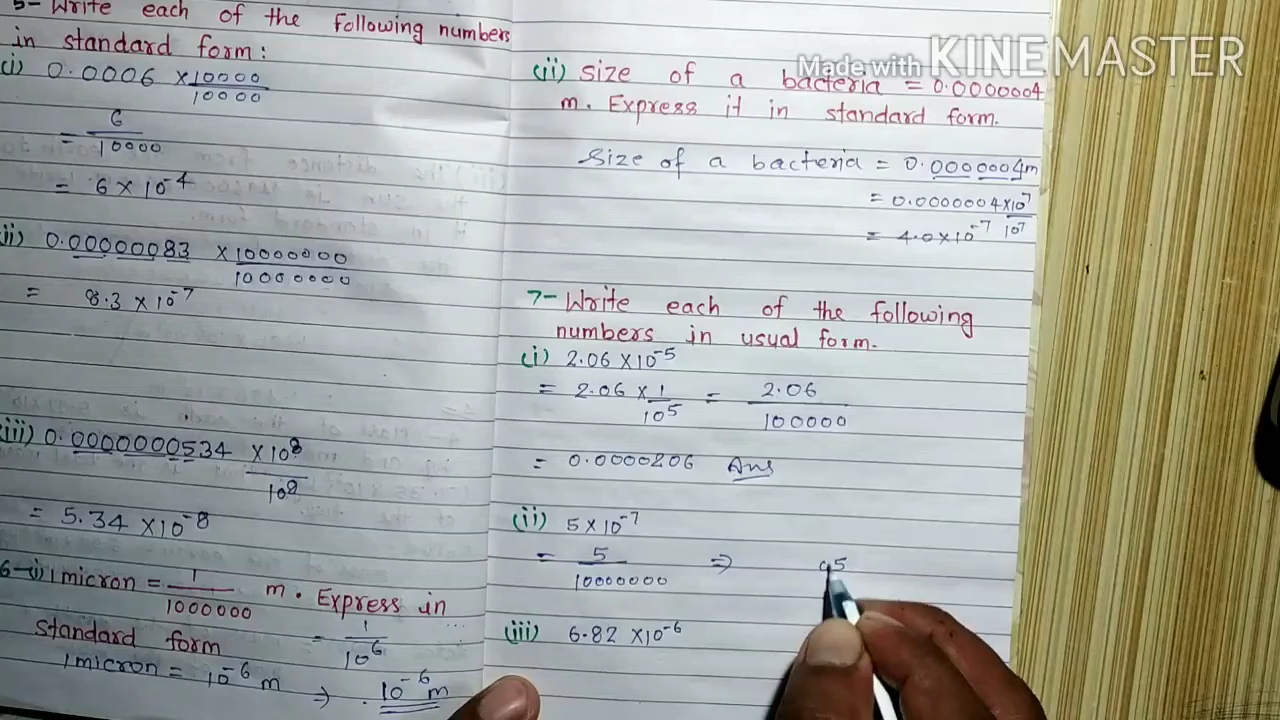 5- Write each of the following numbers
in standard form:
(i) 0.0006 × 10000/10000
= 6/10000
= 6 × 10⁻⁴
(ii) 0.00000083 × 10000000/10000000
= 8.3 × 10⁻⁷
(iii) 0.0000000534 × 10⁸/10⁸
= 5.34 × 10⁻⁸
6-(i) 1 micron = 1/1000000 m. Express in
standard form = 1/10⁶
1 micron = 10⁻⁶ m ⇒ 10⁻⁶ m
Made with KINEMASTER
(ii) size of a bacteria = 0.0000004
m. Express it in standard form.
Size of a bacteria = 0.0000004m
= 0.0000004 × 10⁷/10⁷
= 4.0 × 10⁻⁷
7- Write each of the following
numbers in usual form.
(i) 2.06 × 10⁻⁵
= 2.06 × 1/10⁵ = 2.06/100000
= 0.0000206 Ans
(ii) 5 × 10⁻⁷
= 5/10000000 ⇒ 05
(iii) 6.82 × 10⁻⁶